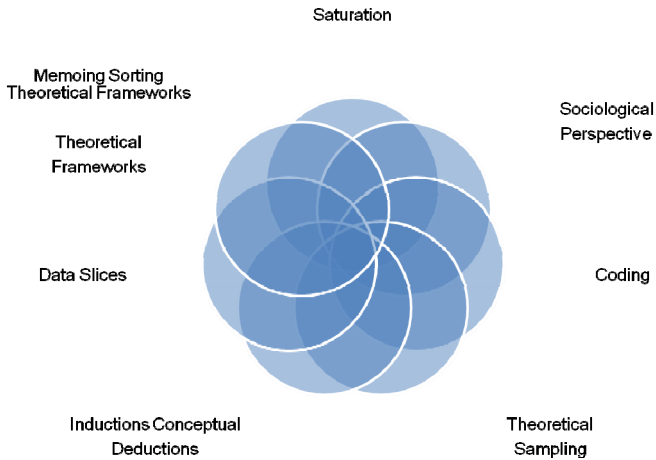 Saturation
Memoing Sorting
Theoretical Frameworks
Sociological
Perspective
Theoretical
Frameworks
Data Slices
Coding
Inductions Conceptual
Deductions
Theoretical
Sampling